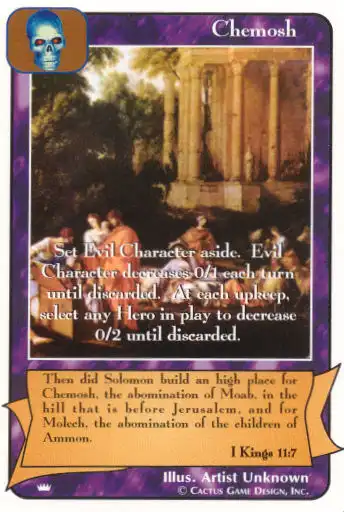 Chemosh
Set Evil Character aside. Evil
Character decreases 0/1 each turn
until discarded. At each upkeep,
select any Hero in play to decrease
0/2 until discarded.
Then did Solomon build an high place for
Chemosh, the abomination of Moab, in the
hill that is before Jerusalem, and for
Molech, the abomination of the children of
Ammon.
I Kings 11:7
Illus. Artist Unknown
© Cactus Game Design, Inc.